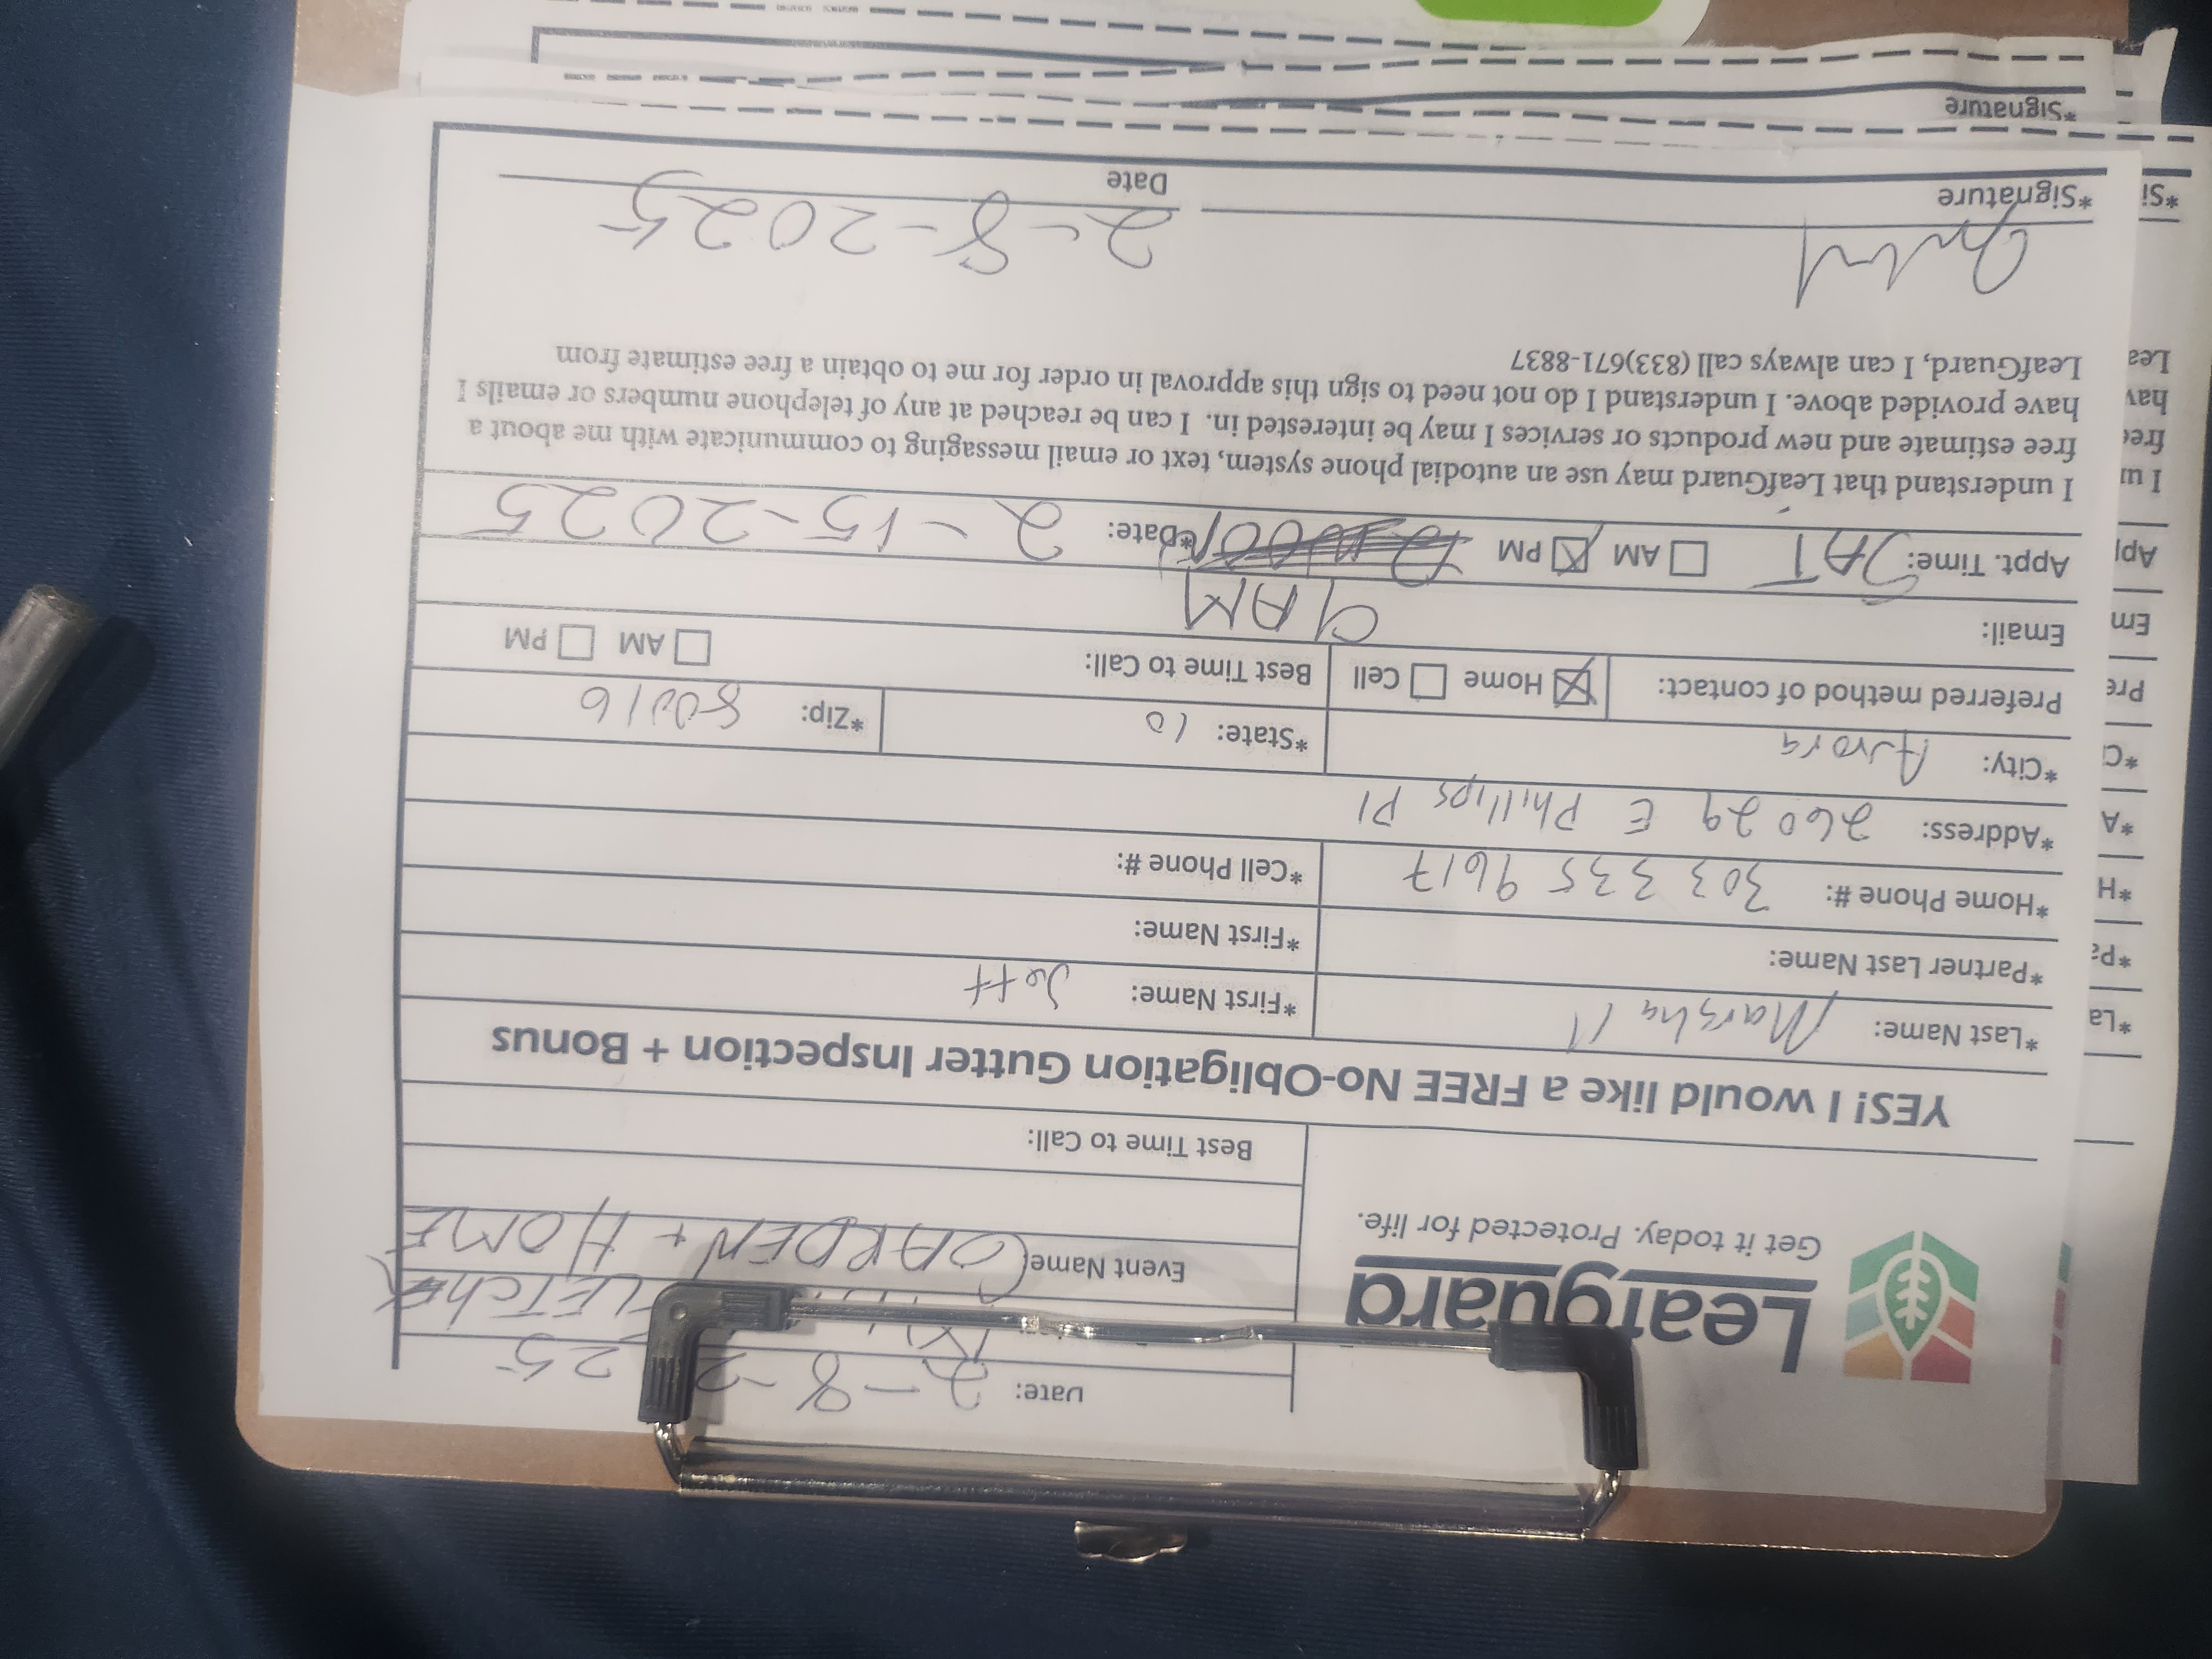 Date: 2-8-2025
FLETCHER
Event Name GARDEN + HOME
Leafguard
Get it today. Protected for life.
Best Time to Call:
YES! I would like a FREE No-Obligation Gutter Inspection + Bonus
*Last Name: Marshall *First Name: Jeff
*Partner Last Name: *First Name:
*Home Phone #: 303 335 9617 *Cell Phone #:
*Address: 26029 E Phillips Pl
*City: Arora *State: Co *Zip: 80016
Preferred method of contact: Home Cell Best Time to Call: AM PM
Email: 9AM
Appt. Time: SAT AM PM *Date: 2-15-2025
I understand that LeafGuard may use an autodial phone system, text or email messaging to communicate with me about a
free estimate and new products or services I may be interested in. I can be reached at any of telephone numbers or emails I
have provided above. I understand I do not need to sign this approval in order for me to obtain a free estimate from
LeafGuard, I can always call (833)671-8837
2-8-2025
*Signature Date
*Signature
*La
*Pa
*H
*A
*Ci
Pre
Em
Ap
I u
free
hav
Lea
*Si